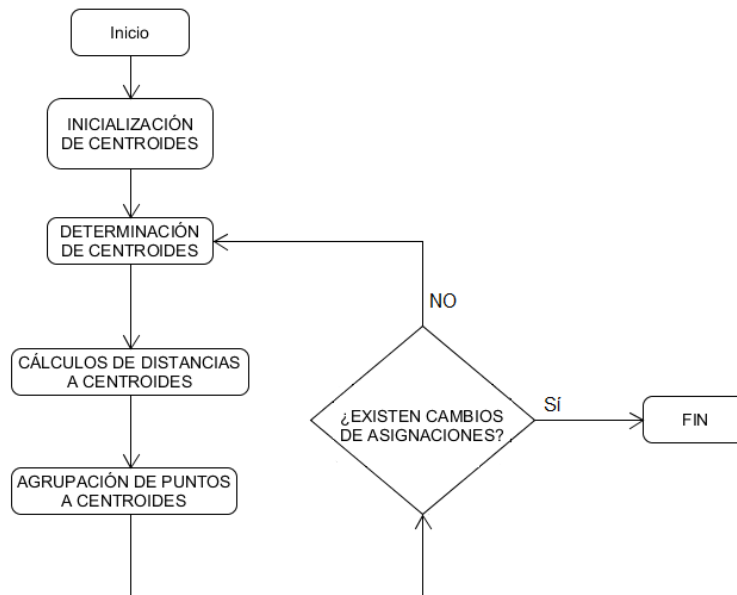 Inicio
INICIALIZACIÓN
DE CENTROIDES
DETERMINACIÓN
DE CENTROIDES
NO
CÁLCULOS DE DISTANCIAS
A CENTROIDES
¿EXISTEN CAMBIOS
DE ASIGNACIONES?
SÍ
FIN
AGRUPACIÓN DE PUNTOS
A CENTROIDES